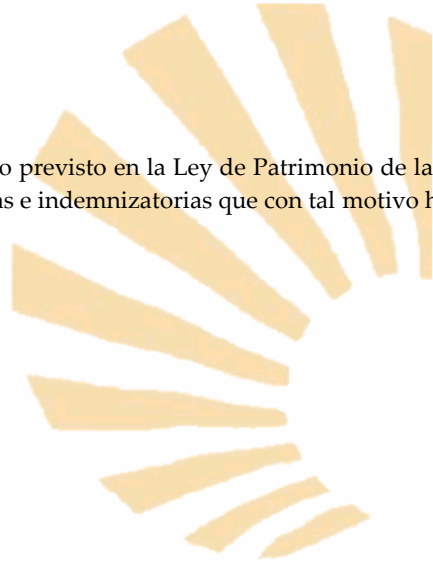 o previsto en la Ley de Patrimonio de la
as e indemnizatorias que con tal motivo h